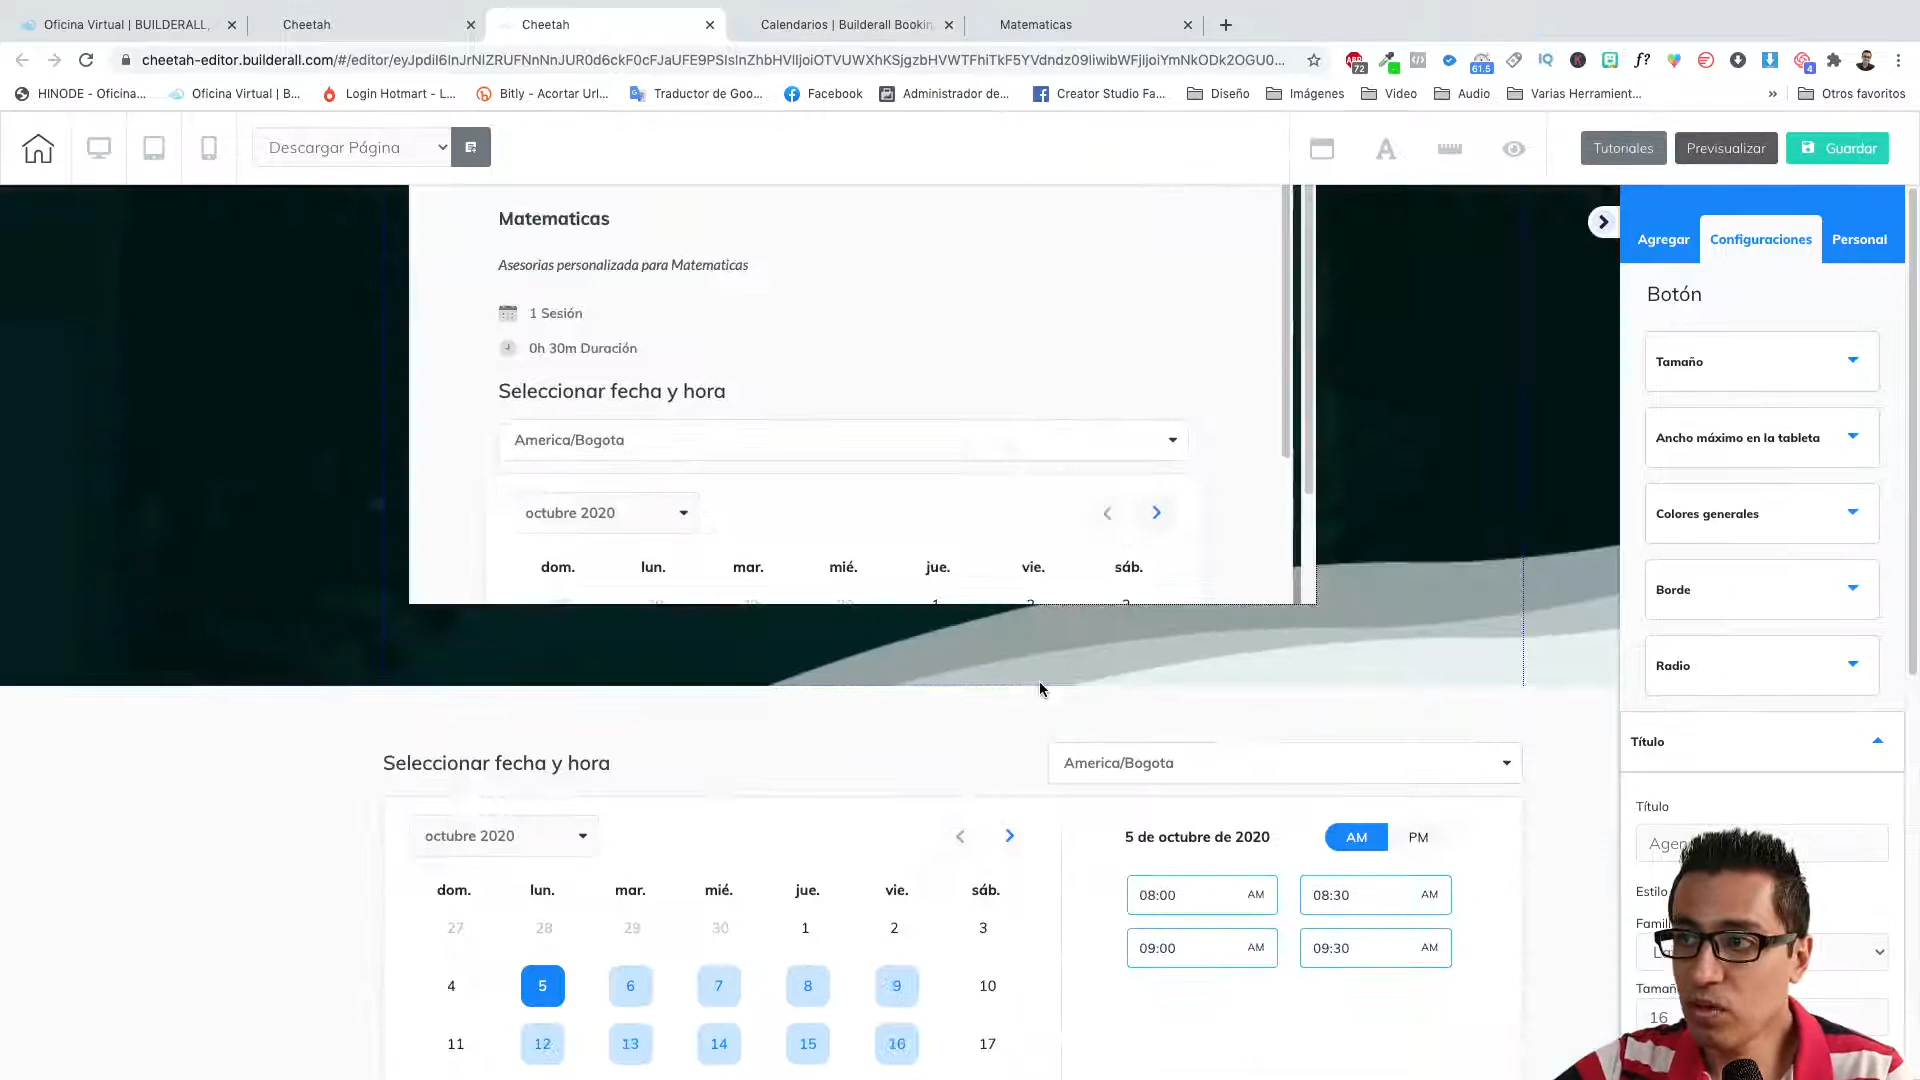 Oficina Virtual | BUILDERALL,
Cheetah
Cheetah
Calendarios | Builderall Bookin
Matematicas
cheetah-editor.builderall.com/#/editor/
72
61.5
IQ
f?
4
HINODE - Oficina...
Oficina Virtual | B...
Login Hotmart - L...
Bitly - Acortar Url...
Traductor de Goo...
Facebook
Administrador de...
Creator Studio Fa...
Diseño
Imágenes
Video
Audio
Varias Herramient...
»
Otros favoritos
Descargar Página
Tutoriales
Previsualizar
Guardar
Matematicas
Asesorias personalizada para Matematicas
1 Sesión
0h 30m Duración
Seleccionar fecha y hora
America/Bogota
octubre 2020
dom. lun. mar. mié. jue. vie. sáb.
Agregar
Configuraciones
Personal
Botón
Tamaño
Ancho máximo en la tableta
Colores generales
Borde
Radio
Título
Título
Estilo
16
Seleccionar fecha y hora
America/Bogota
octubre 2020
dom. lun. mar. mié. jue. vie. sáb.
27 28 29 30 1 2 3
4 5 6 7 8 9 10
11 12 13 14 15 16 17
5 de octubre de 2020
AM PM
08:00 AM 08:30 AM
09:00 AM 09:30 AM